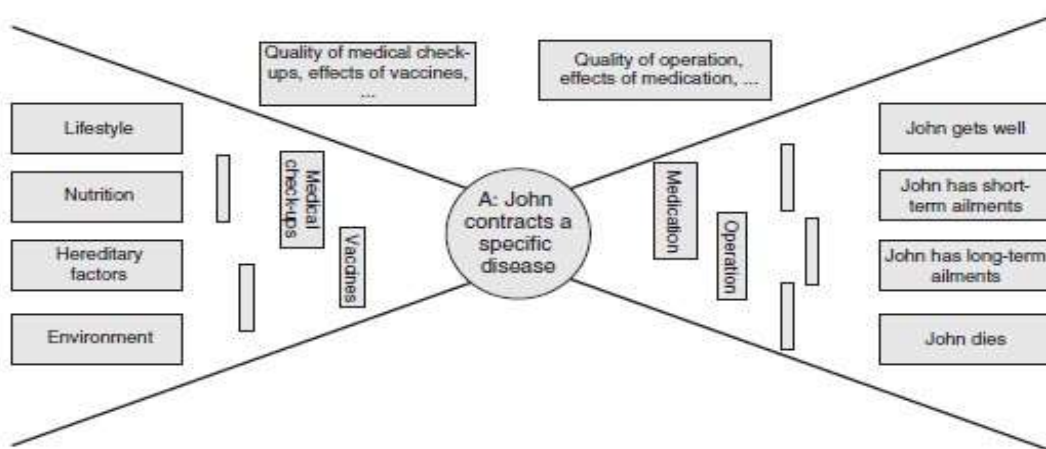 Quality of medical check-
ups, effects of vaccines,
...
Quality of operation,
effects of medication, ...
Lifestyle
Nutrition
Hereditary
factors
Environment
Medical
check-ups
Vaccines
A: John
contracts a
specific
disease
Medication
Operation
John gets well
John has short-
term ailments
John has long-term
ailments
John dies